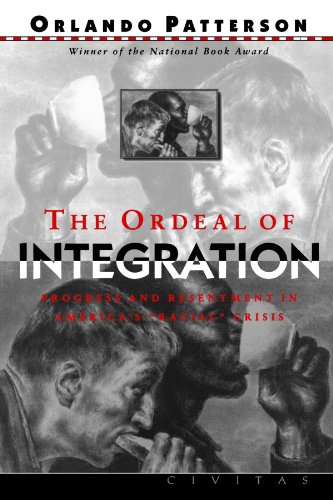 ORLANDO PATTERSON
Winner of the National Book Award
THE ORDEAL OF
INTEGRATION
PROGRESS AND RESENTMENT IN
AMERICA'S "RACIAL" CRISIS
CIVITAS